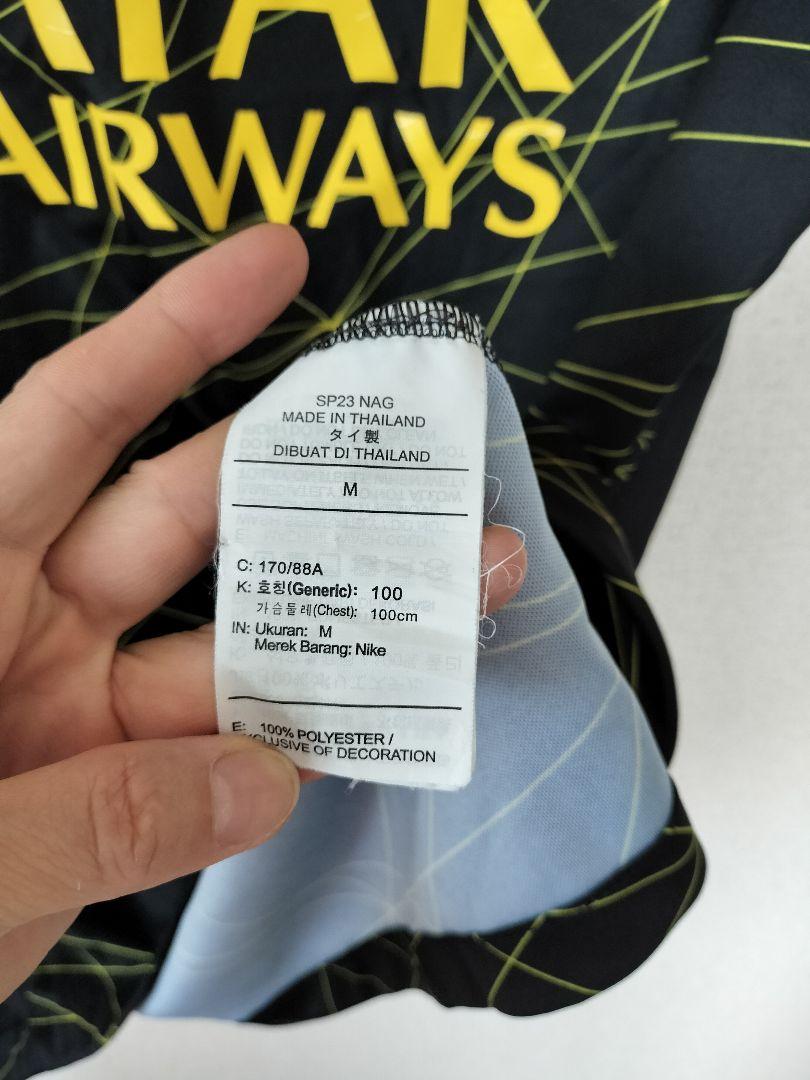 ATAR
AIRWAYS
SP23 NAG
MADE IN THAILAND
タイ製
DIBUAT DI THAILAND
M
C: 170/88A
K: 호칭(Generic): 100
가슴둘레(Chest): 100cm
IN: Ukuran: M
Merek Barang: Nike
E: 100% POLYESTER /
EXCLUSIVE OF DECORATION